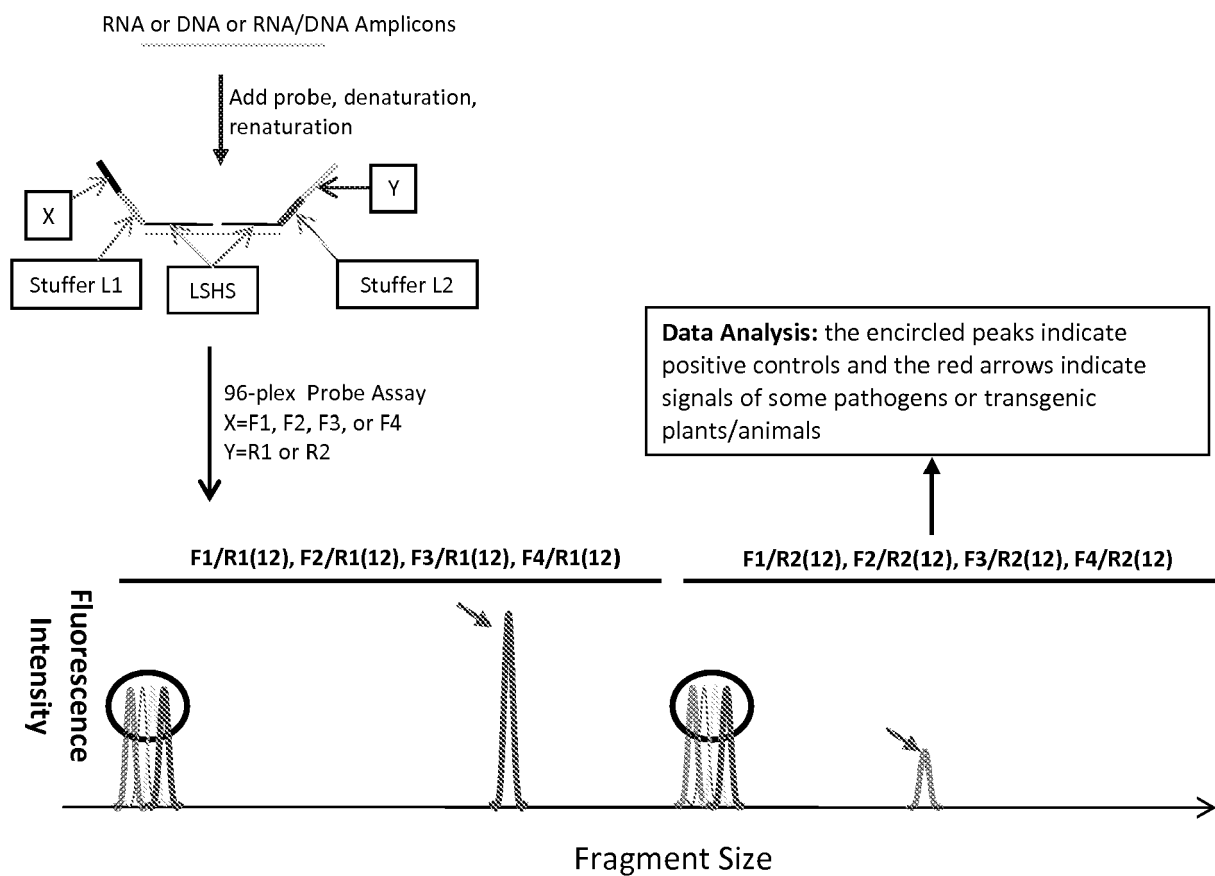 RNA or DNA or RNA/DNA Amplicons
Add probe, denaturation,
renaturation
X
Y
Stuffer L1
LSHS
Stuffer L2
96-plex Probe Assay
X=F1, F2, F3, or F4
Y=R1 or R2
Data Analysis: the encircled peaks indicate
positive controls and the red arrows indicate
signals of some pathogens or transgenic
plants/animals
F1/R1(12), F2/R1(12), F3/R1(12), F4/R1(12)
F1/R2(12), F2/R2(12), F3/R2(12), F4/R2(12)
Fluorescence
Intensity
Fragment Size